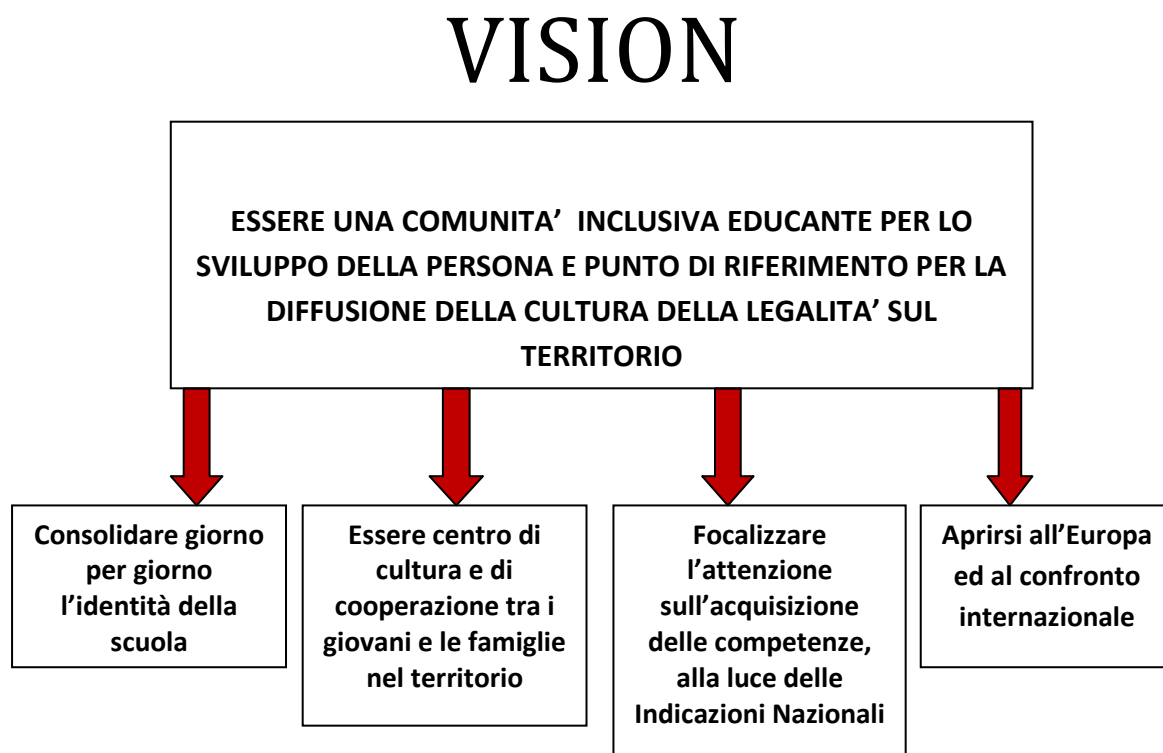 VISION
ESSERE UNA COMUNITA’ INCLUSIVA EDUCANTE PER LO
SVILUPPO DELLA PERSONA E PUNTO DI RIFERIMENTO PER LA
DIFFUSIONE DELLA CULTURA DELLA LEGALITA’ SUL
TERRITORIO
Consolidare giorno
per giorno
l’identità della
scuola
Essere centro di
cultura e di
cooperazione tra i
giovani e le famiglie
nel territorio
Focalizzare
l’attenzione
sull’acquisizione
delle competenze,
alla luce delle
Indicazioni Nazionali
Aprirsi all’Europa
ed al confronto
internazionale